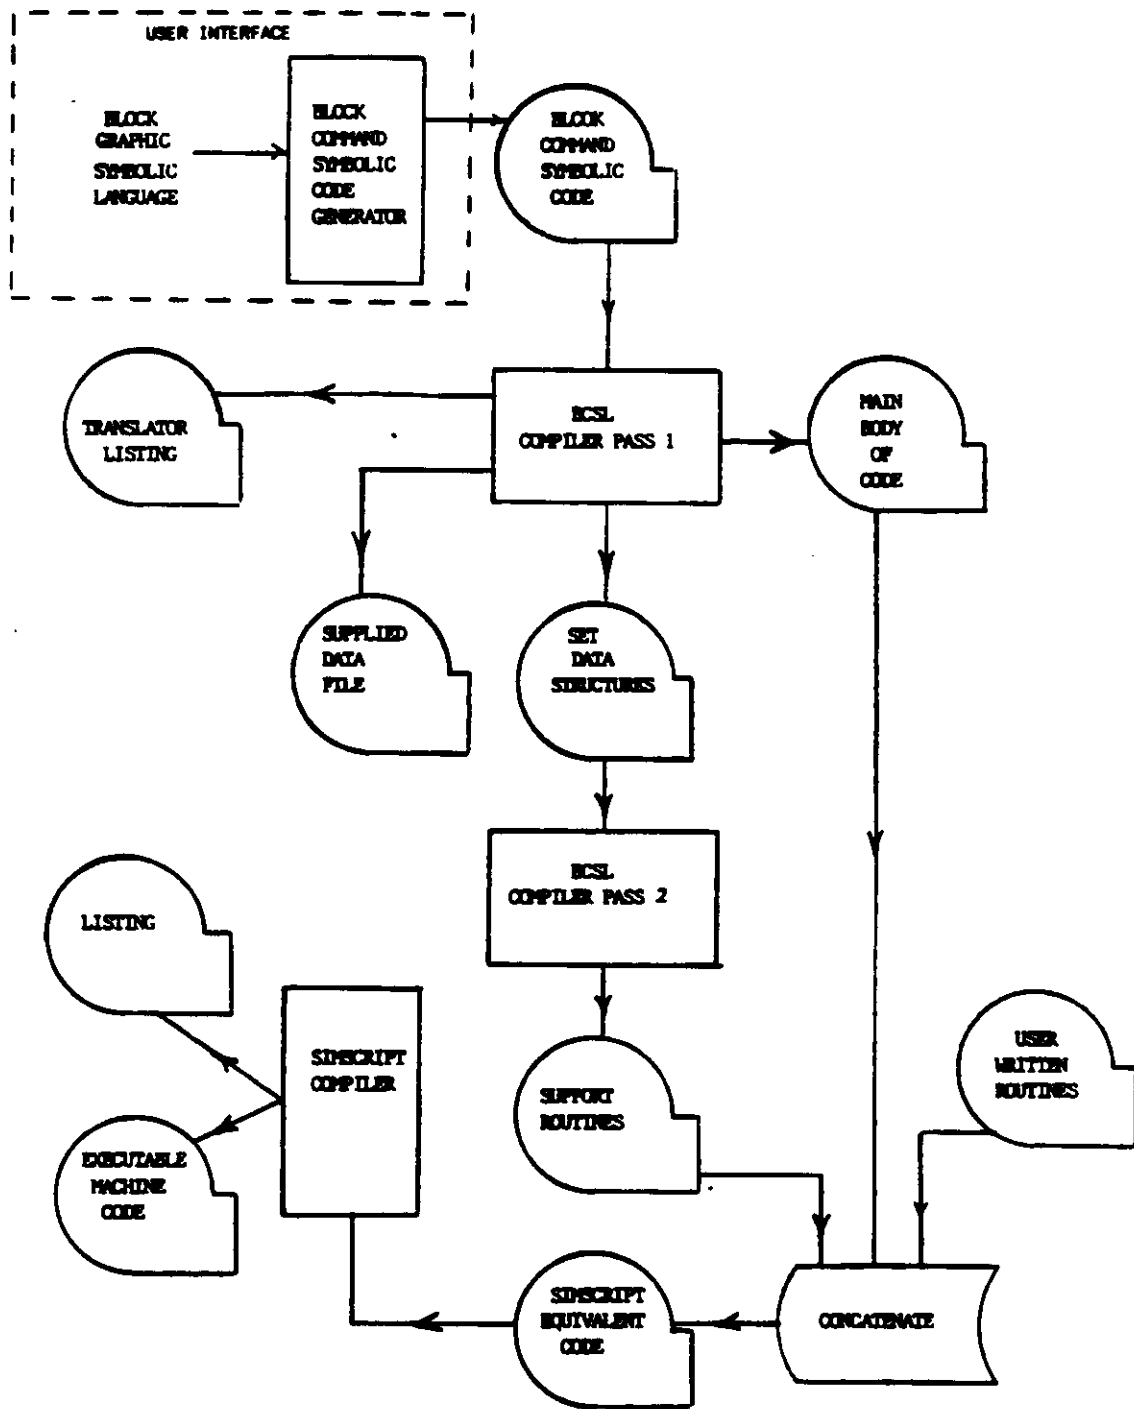 USER INTERFACE
BLOCK
GRAPHIC
SYMBOLIC
LANGUAGE
BLOCK
COMMAND
SYMBOLIC
CODE
GENERATOR
BLCOK
COMMAND
SYMBOLIC
CODE
TRANSLATOR
LISTING
BCSL
COMPILER PASS 1
MAIN
BODY
OF
CODE
SUPPLIED
DATA
FILE
SET
DATA
STRUCTURES
BCSL
COMPILER PASS 2
LISTING
SIMSCRIPT
COMPILER
SUPPORT
ROUTINES
USER
WRITTEN
ROUTINES
EXECUTABLE
MACHINE
CODE
SIMSCRIPT
EQUIVALENT
CODE
CONCATENATE